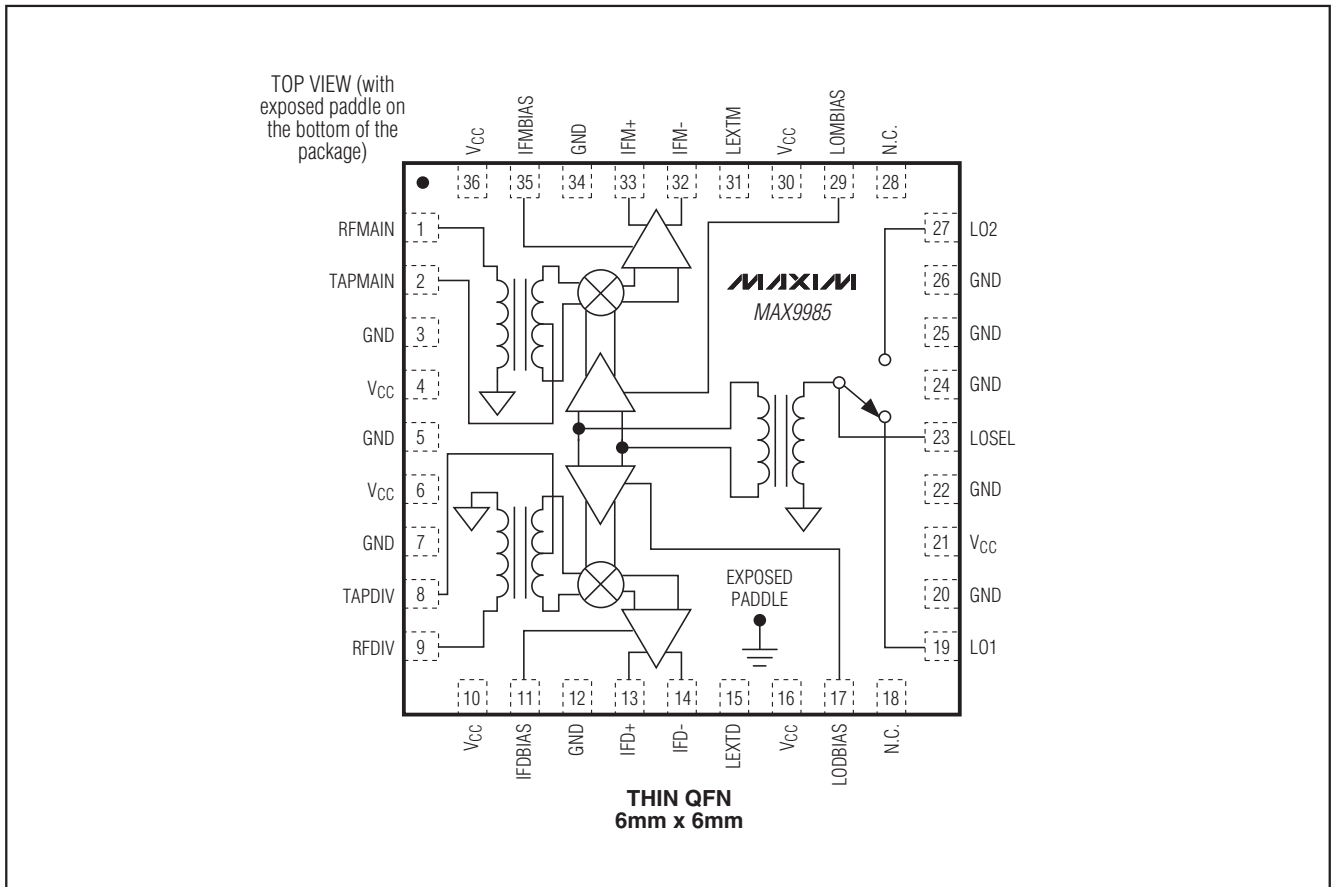 TOP VIEW (with
exposed paddle on
the bottom of the
package)
VCC
IFMBIAS
GND
IFM+
IFM-
LEXTM
VCC
LOMBIAS
N.C.
36
35
34
33
32
31
30
29
28
RFMAIN 1
TAPMAIN 2
GND 3
VCC 4
GND 5
VCC 6
GND 7
TAPDIV 8
RFDIV 9
MAXIM
MAX9985
27 LO2
26 GND
25 GND
24 GND
23 LOSEL
22 GND
21 VCC
20 GND
19 LO1
EXPOSED
PADDLE
10
11
12
13
14
15
16
17
18
VCC
IFDBIAS
GND
IFD+
IFD-
LEXTD
VCC
LODBIAS
N.C.
THIN QFN
6mm x 6mm